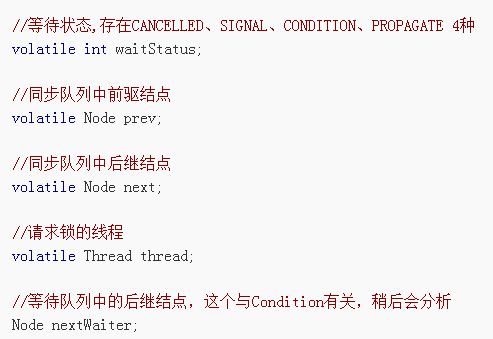 //等待状态,存在CANCELLED、SIGNAL、CONDITION、PROPAGATE 4种
volatile int waitStatus;
//同步队列中前驱结点
volatile Node prev;
//同步队列中后继结点
volatile Node next;
//请求锁的线程
volatile Thread thread;
//等待队列中的后继结点，这个与Condition有关，稍后会分析
Node nextWaiter;